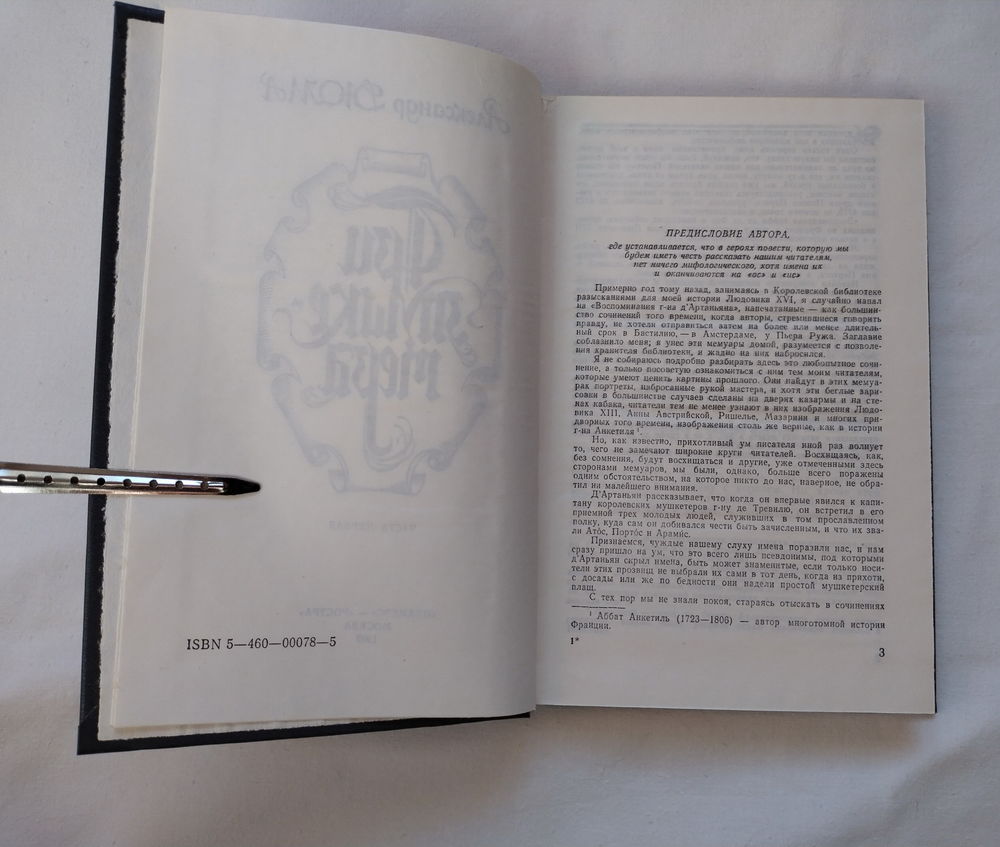 ISBN 5—460—00078—5
ПРЕДИСЛОВИЕ АВТОРА,
где устанавливается, что в героях повести, которую мы
будем иметь честь рассказать нашим читателям,
нет ничего мифологического, хотя имена их
и оканчиваются на «ос» и «ис»
Примерно год тому назад, занимаясь в Королевской библиотеке
разысканиями для моей истории Людовика XVI, я случайно напал
на «Воспоминания г-на д'Артаньяна», напечатанные — как большин-
ство сочинений того времени, когда авторы, стремившиеся говорить
правду, не хотели отправиться затем на более или менее длитель-
ный срок в Бастилию, — в Амстердаме, у Пьера Ружа. Заглавие
соблазнило меня; я унес эти мемуары домой, разумеется с позволе-
ния хранителя библиотеки, и жадно на них набросился.
Я не собираюсь подробно разбирать здесь это любопытное сочи-
нение, а только посоветую ознакомиться с ним тем моим читателям,
которые умеют ценить картины прошлого. Они найдут в этих мемуа-
рах портреты, набросанные рукой мастера, и хотя эти беглые зари-
совки в большинстве случаев сделаны на дверях казармы и на сте-
нах кабака, читатели тем не менее узнают в них изображения Людо-
вика XIII, Анны Австрийской, Ришелье, Мазарини и многих при-
дворных того времени, изображения столь же верные, как в истории
г-на Анкетиля ¹.
Но, как известно, прихотливый ум писателя иной раз волнует
то, чего не замечают широкие круги читателей. Восхищаясь, как,
без сомнения, будут восхищаться и другие, уже отмеченными здесь
сторонами мемуаров, мы были, однако, больше всего поражены
одним обстоятельством, на которое никто до нас, наверное, не обра-
тил ни малейшего внимания.
Д'Артаньян рассказывает, что когда он впервые явился к капи-
тану королевских мушкетеров г-ну де Тревилю, он встретил в его
приемной трех молодых людей, служивших в том прославленном
полку, куда сам он добивался чести быть зачисленным, и что их зва-
ли Ато́с, Порто́с и Арами́с.
Признаемся, чуждые нашему слуху имена поразили нас, и нам
сразу пришло на ум, что это всего лишь псевдонимы, под которыми
д'Артаньян скрыл имена, быть может знаменитые, если только носи-
тели этих прозвищ не выбрали их сами в тот день, когда из прихоти,
с досады или же по бедности они надели простой мушкетерский
плащ.
С тех пор мы не знали покоя, стараясь отыскать в сочинениях
¹ Аббат Анкетиль (1723—1806) — автор многотомной истории
Франции.
1*
3